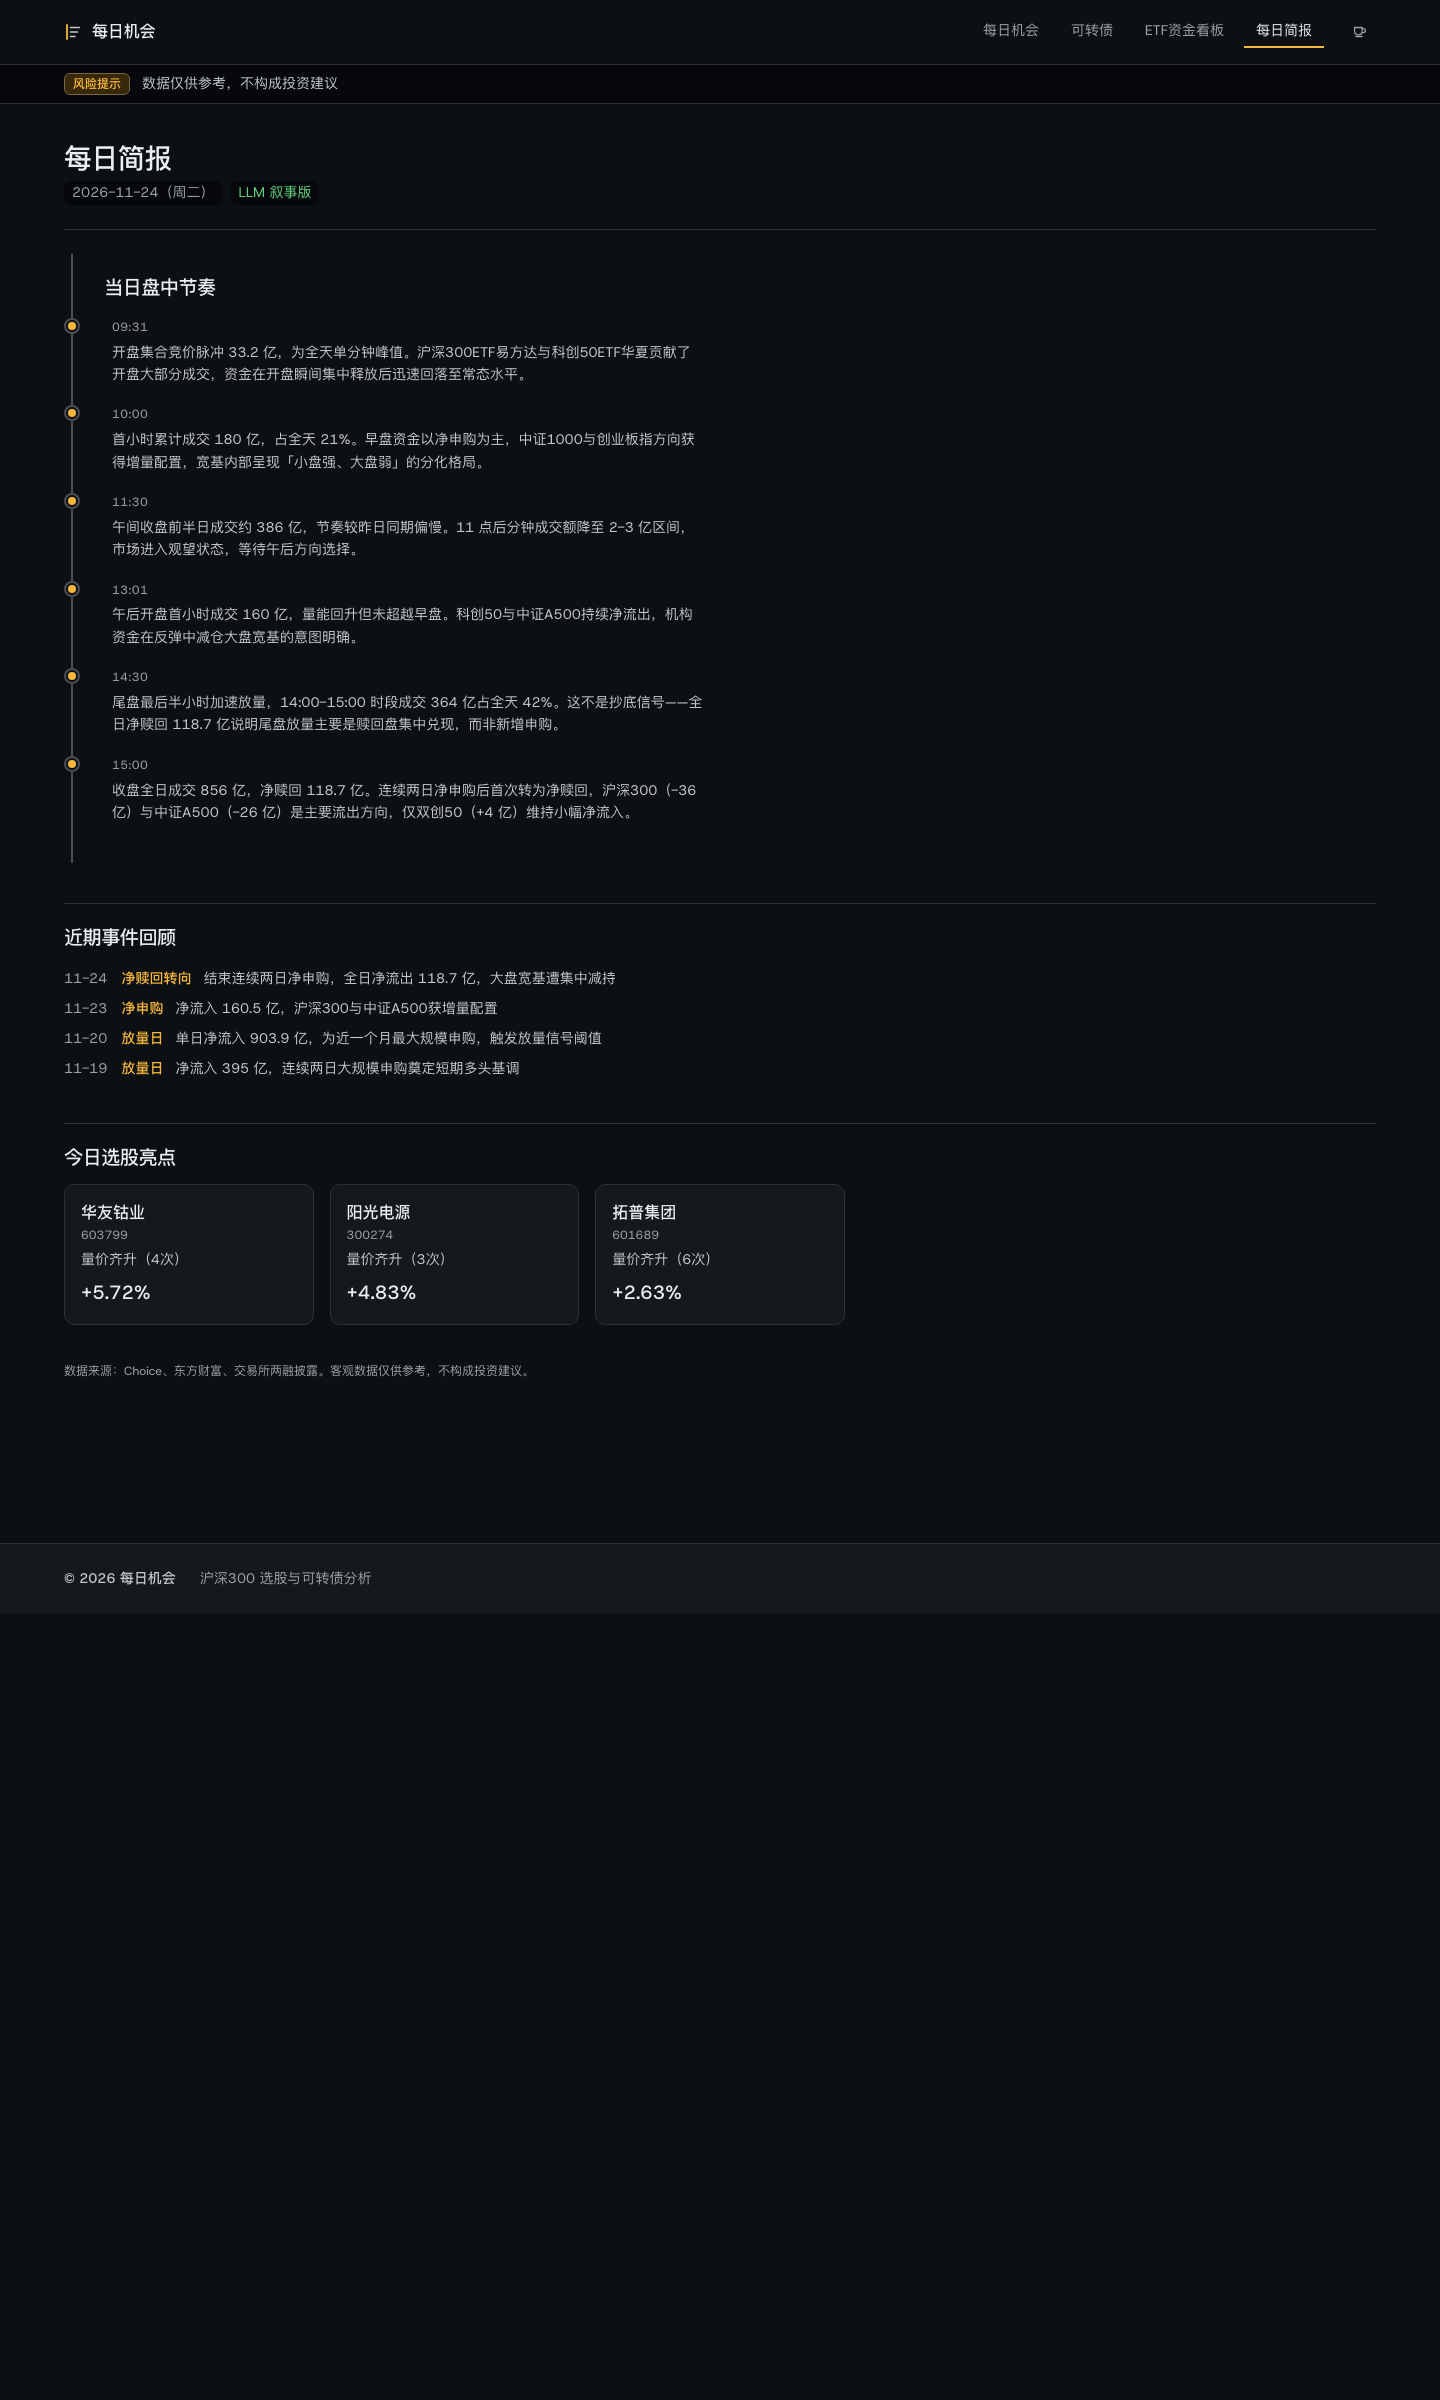 每日机会
每日机会 可转债 ETF资金看板 每日简报
风险提示 数据仅供参考，不构成投资建议
每日简报
2026-11-24（周二） LLM 叙事版
当日盘中节奏
09:31
开盘集合竞价脉冲 33.2 亿，为全天单分钟峰值。沪深300ETF易方达与科创50ETF华夏贡献了
开盘大部分成交，资金在开盘瞬间集中释放后迅速回落至常态水平。
10:00
首小时累计成交 180 亿，占全天 21%。早盘资金以净申购为主，中证1000与创业板指方向获
得增量配置，宽基内部呈现「小盘强、大盘弱」的分化格局。
11:30
午间收盘前半日成交约 386 亿，节奏较昨日同期偏慢。11 点后分钟成交额降至 2-3 亿区间，
市场进入观望状态，等待午后方向选择。
13:01
午后开盘首小时成交 160 亿，量能回升但未超越早盘。科创50与中证A500持续净流出，机构
资金在反弹中减仓大盘宽基的意图明确。
14:30
尾盘最后半小时加速放量，14:00-15:00 时段成交 364 亿占全天 42%。这不是抄底信号——全
日净赎回 118.7 亿说明尾盘放量主要是赎回盘集中兑现，而非新增申购。
15:00
收盘全日成交 856 亿，净赎回 118.7 亿。连续两日净申购后首次转为净赎回，沪深300（-36
亿）与中证A500（-26 亿）是主要流出方向，仅双创50（+4 亿）维持小幅净流入。
近期事件回顾
11-24 净赎回转向 结束连续两日净申购，全日净流出 118.7 亿，大盘宽基遭集中减持
11-23 净申购 净流入 160.5 亿，沪深300与中证A500获增量配置
11-20 放量日 单日净流入 903.9 亿，为近一个月最大规模申购，触发放量信号阈值
11-19 放量日 净流入 395 亿，连续两日大规模申购奠定短期多头基调
今日选股亮点
华友钴业
603799
量价齐升（4次）
+5.72%
阳光电源
300274
量价齐升（3次）
+4.83%
拓普集团
601689
量价齐升（6次）
+2.63%
数据来源：Choice、东方财富、交易所两融披露。客观数据仅供参考，不构成投资建议。
© 2026 每日机会 沪深300 选股与可转债分析